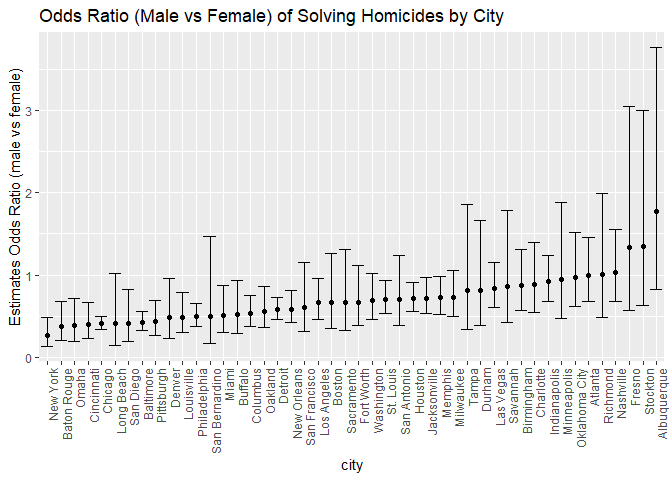 Odds Ratio (Male vs Female) of Solving Homicides by City
Estimates Odds Ratio (male vs female)
3
2
1
0
New York
Baton Rouge
Omaha
Cincinnati
Chicago
Long Beach
San Diego
Baltimore
Pittsburgh
Denver
Louisville
Philadelphia
San Bernardino
Miami
Buffalo
Columbus
Oakland
Detroit
New Orleans
San Francisco
Los Angeles
Boston
Sacramento
Fort Worth
Washington
St. Louis
San Antonio
Houston
Jacksonville
Memphis
Milwaukee
Tampa
Durham
Las Vegas
Savannah
Birmingham
Charlotte
Indianapolis
Minneapolis
Oklahoma City
Atlanta
Richmond
Nashville
Fresno
Stockton
Albuquerque
city